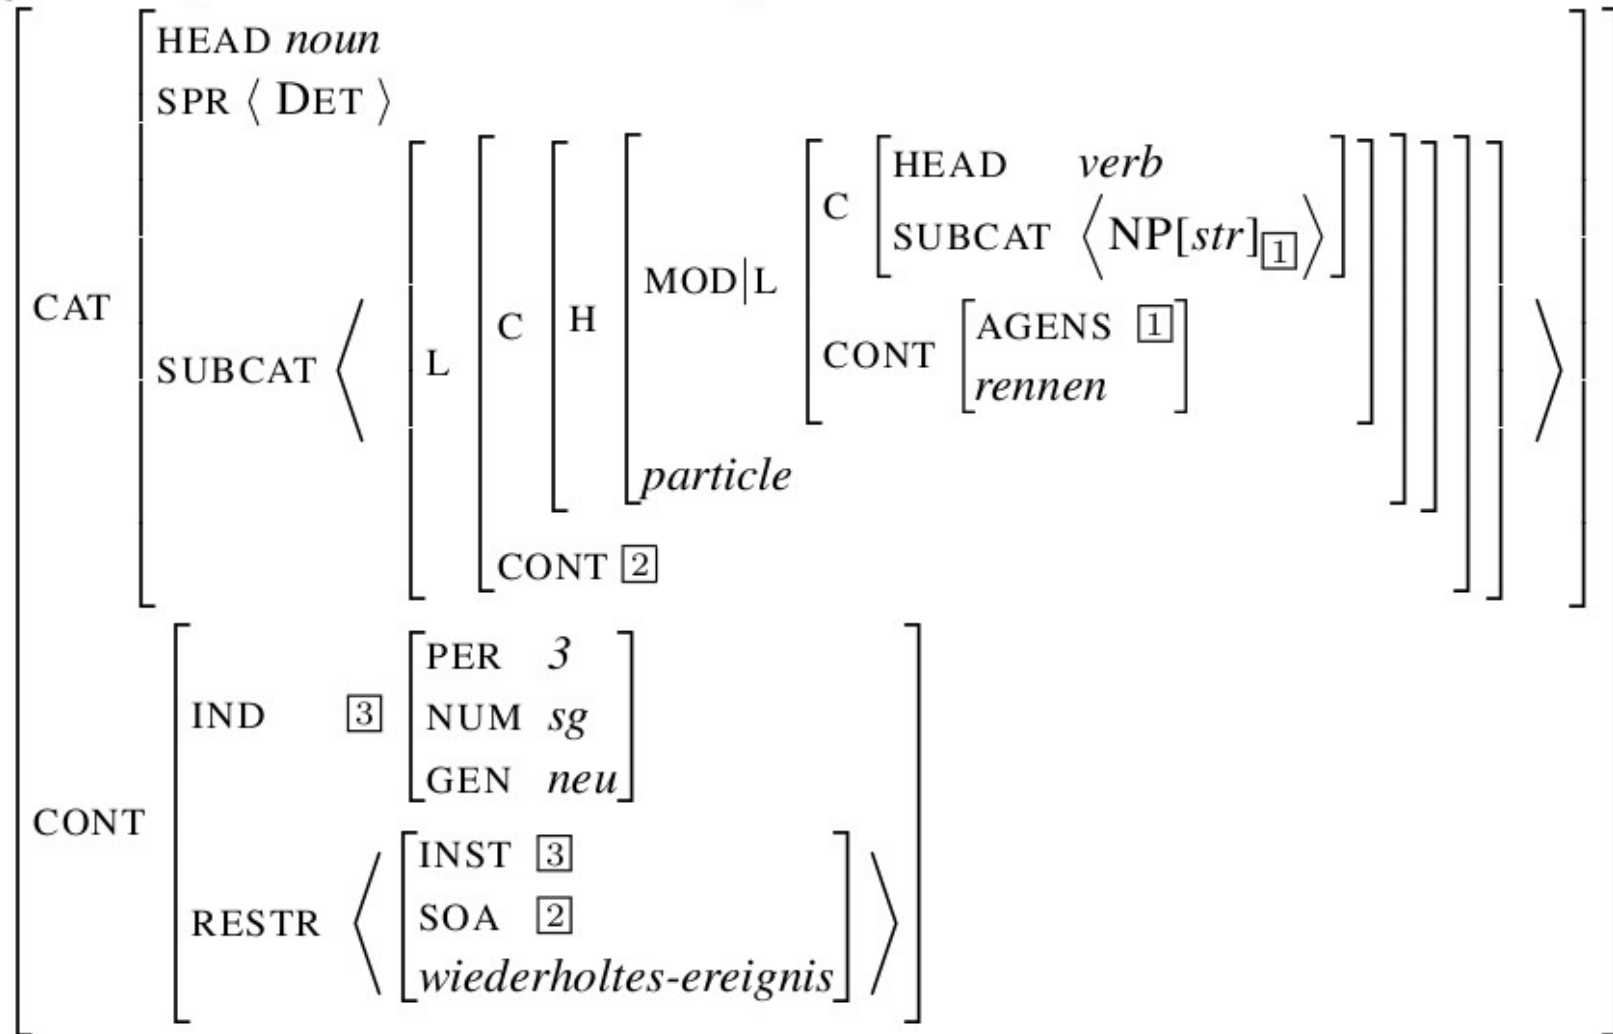 HEAD noun
SPR ⟨ DET ⟩
HEAD verb
C
SUBCAT ⟨NP[str]1⟩
MOD|L
CAT
C
H
AGENS 1
SUBCAT ⟨
L
CONT
rennen
⟩
particle
CONT 2
PER 3
IND 3 NUM sg
GEN neu
CONT
INST 3
RESTR ⟨ SOA 2 ⟩
wiederholtes-ereignis